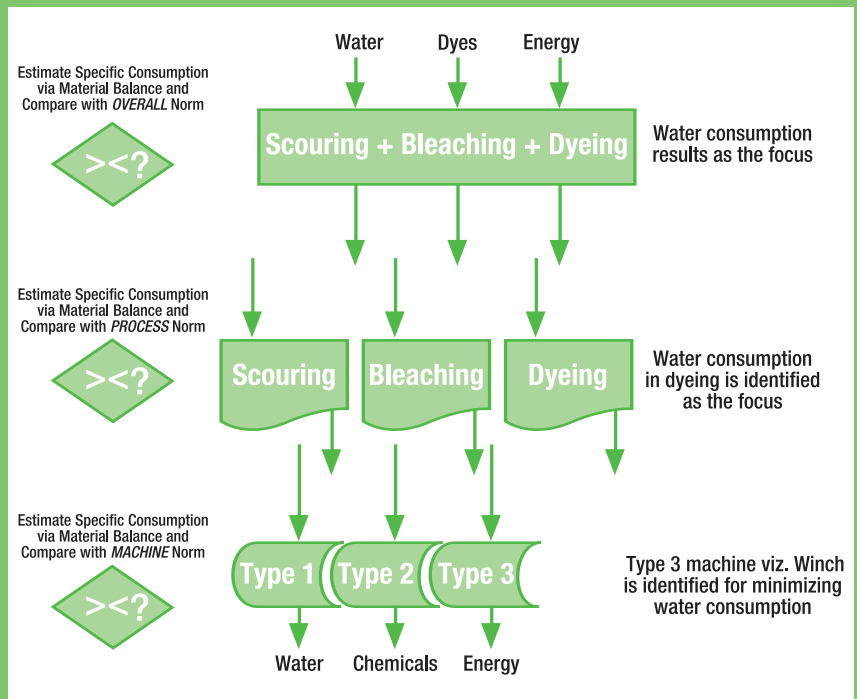 Water Dyes Energy
Estimate Specific Consumption
via Material Balance and
Compare with OVERALL Norm
><?
Scouring + Bleaching + Dyeing
Water consumption
results as the focus
Estimate Specific Consumption
via Material Balance and
Compare with PROCESS Norm
><?
Scouring Bleaching Dyeing
Water consumption
in dyeing is identified
as the focus
Estimate Specific Consumption
via Material Balance and
Compare with MACHINE Norm
><?
Type 1 Type 2 Type 3
Type 3 machine viz. Winch
is identified for minimizing
water consumption
Water Chemicals Energy